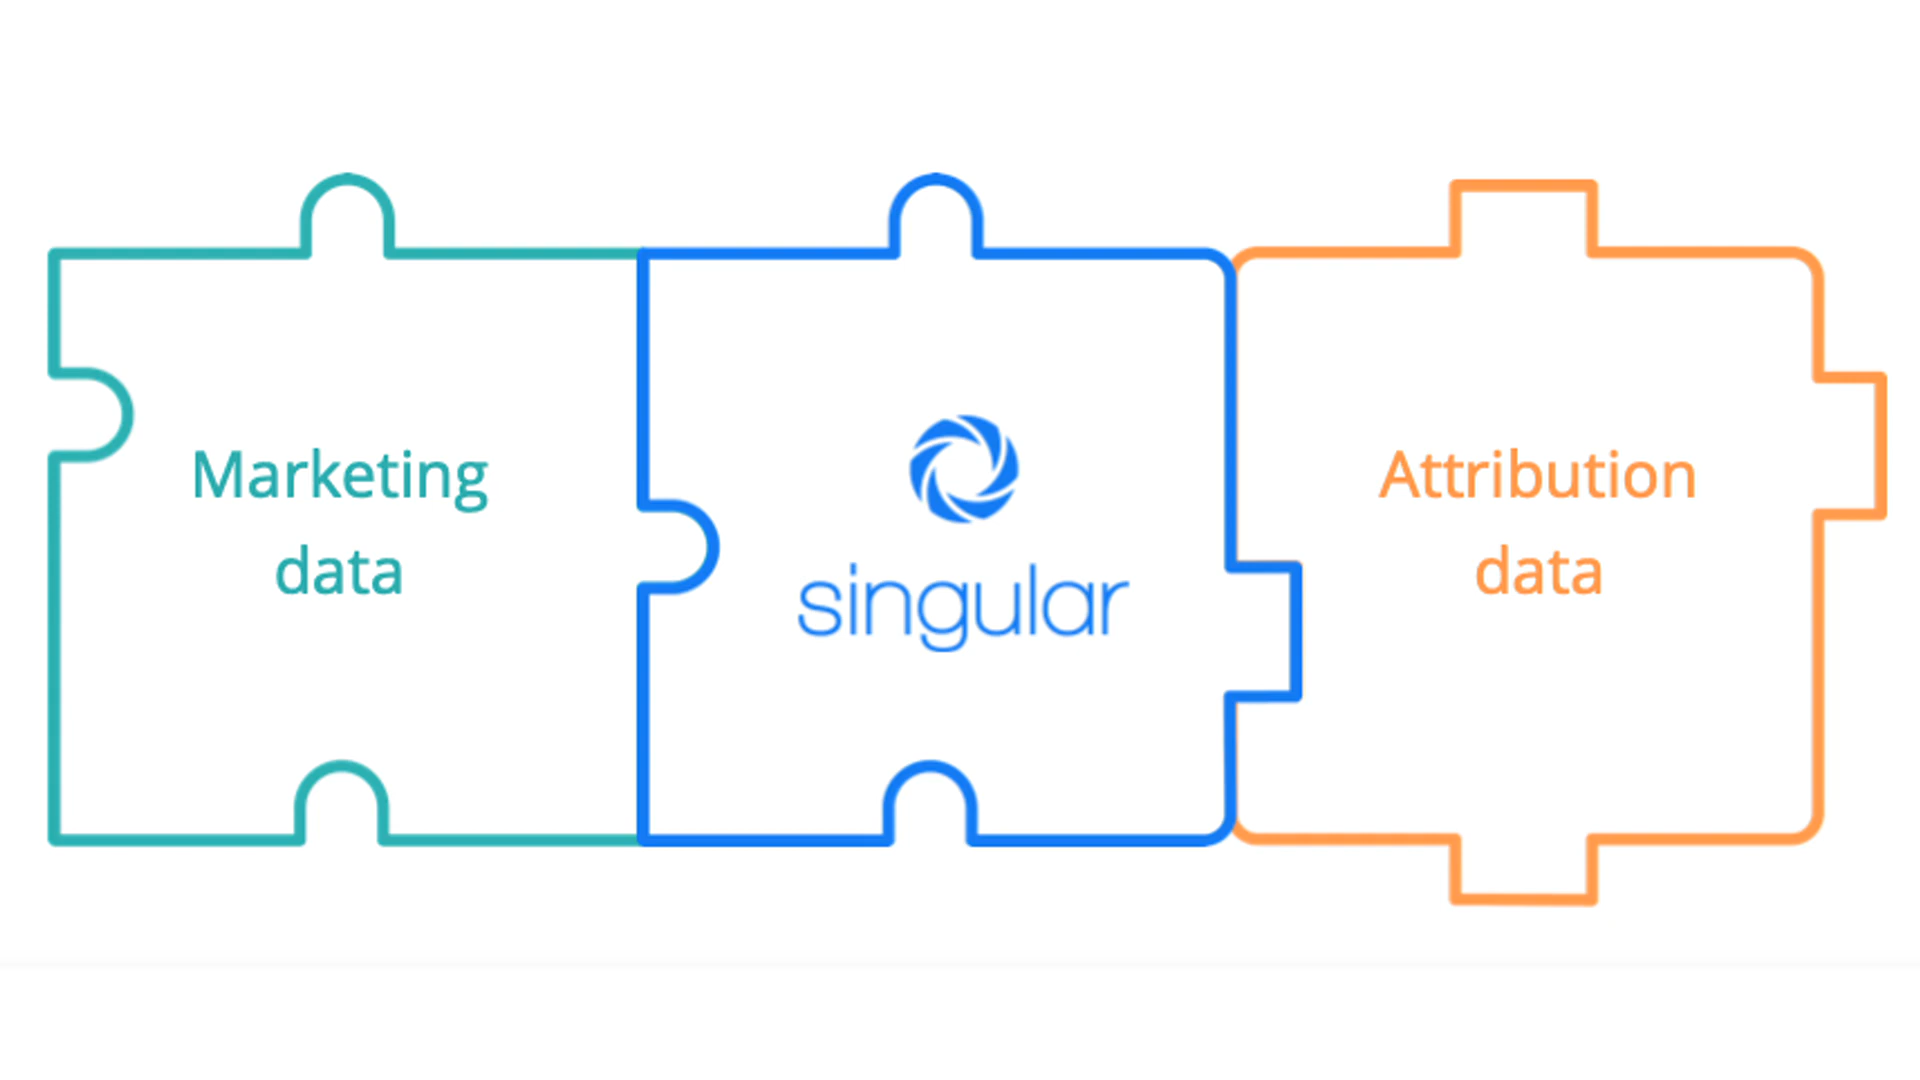 Marketing
data
singular
Attribution
data